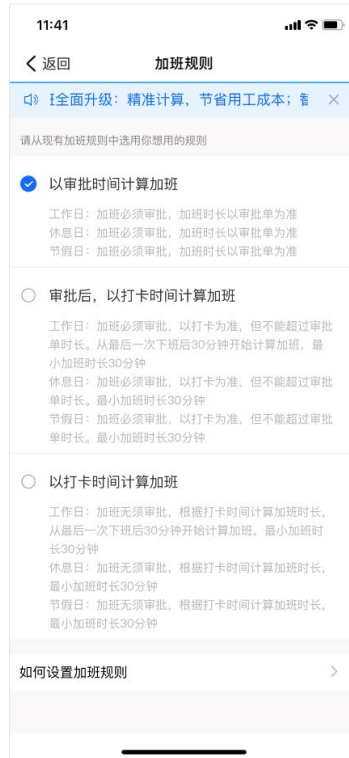 11:41
返回
加班规则
全面升级：精准计算，节省用工成本；
请从现有加班规则中选用你想用的规则
以审批时间计算加班
工作日：加班必须审批，加班时长以审批单为准
休息日：加班必须审批，加班时长以审批单为准
节假日：加班必须审批，加班时长以审批单为准
审批后，以打卡时间计算加班
工作日：加班必须审批，以打卡为准，但不能超过审批
单时长。从最后一次下班后30分钟开始计算加班，最
小加班时长30分钟
休息日：加班必须审批，以打卡为准，但不能超过审批
单时长。最小加班时长30分钟
节假日：加班必须审批，以打卡为准，但不能超过审批
单时长。最小加班时长30分钟
以打卡时间计算加班
工作日：加班无须审批，根据打卡时间计算加班时长，
从最后一次下班后30分钟开始计算加班，最小加班时
长30分钟
休息日：加班无须审批，根据打卡时间计算加班时长，
最小加班时长30分钟
节假日：加班无须审批，根据打卡时间计算加班时长，
最小加班时长30分钟
如何设置加班规则